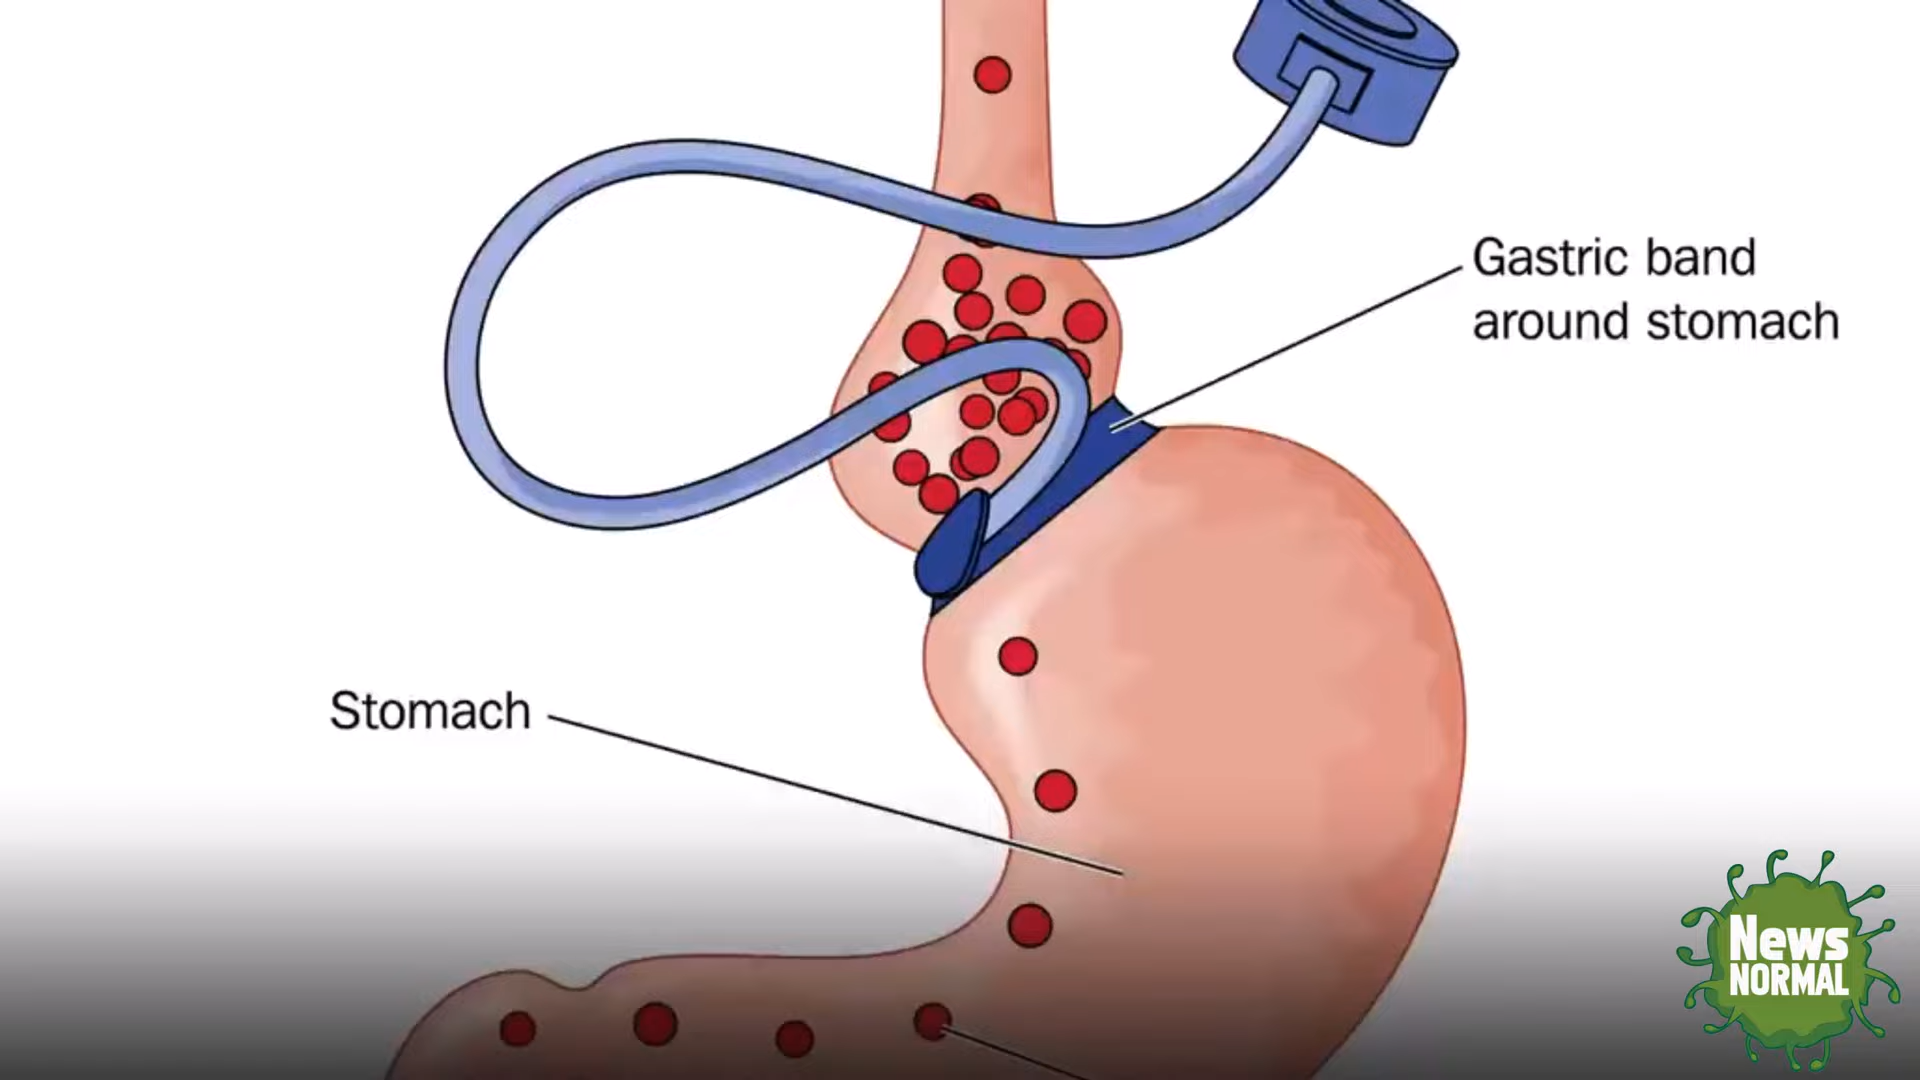 Gastric band
around stomach
Stomach
News
NORMAL